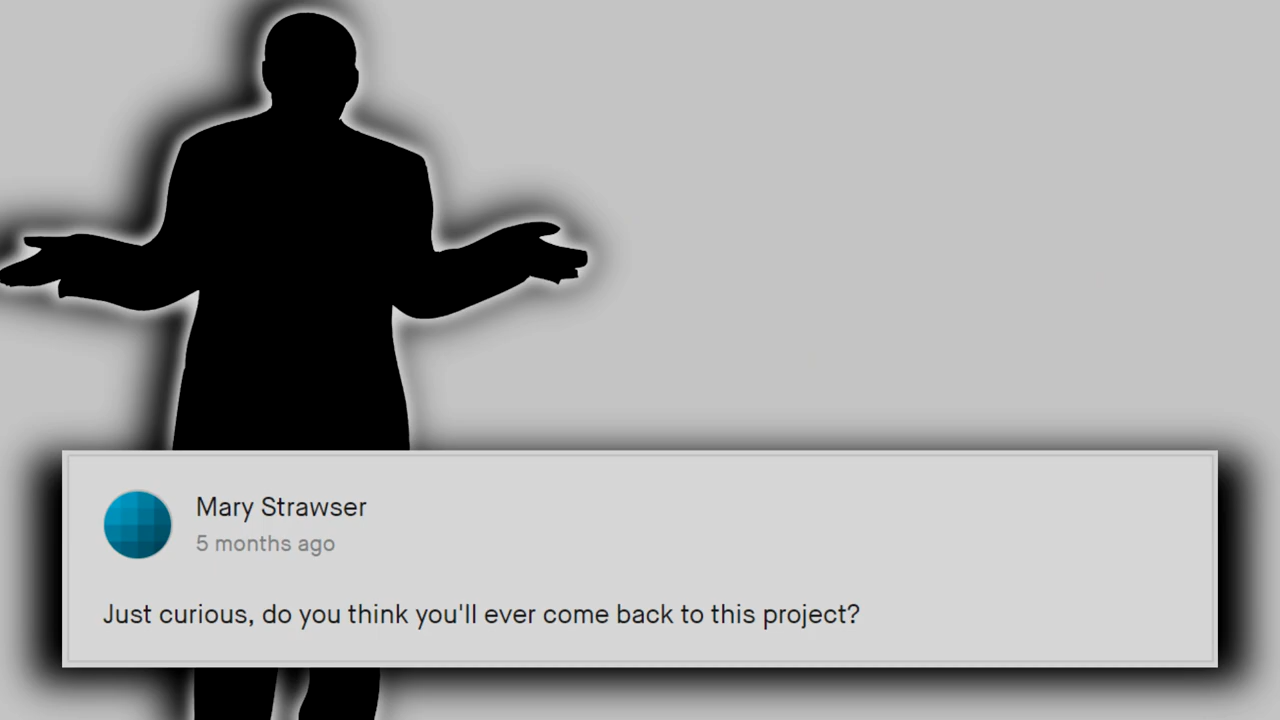 Mary Strawser
5 months ago
Just curious, do you think you'll ever come back to this project?